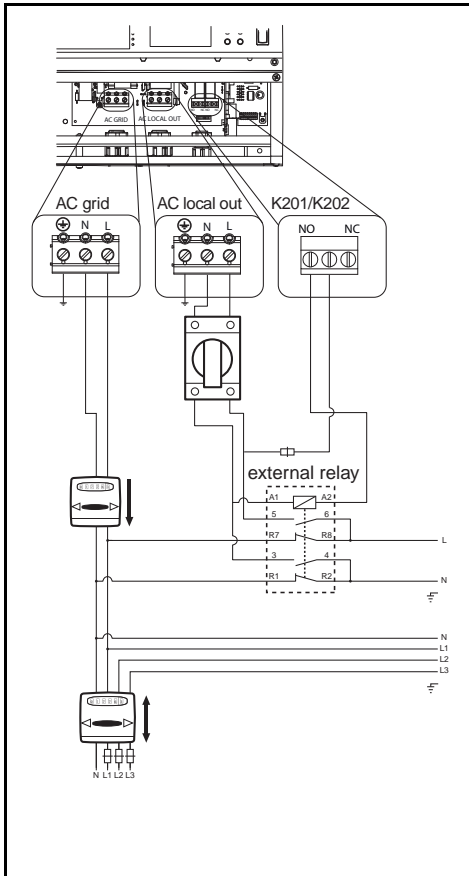 AC GRID AC LOCAL OUT
AC grid AC local out K201/K202
N L N L NO NC
external relay
A1 A2
5 6
R7 R8 L
3 4
R1 R2 N
N
L1
L2
L3
N L1 L2 L3